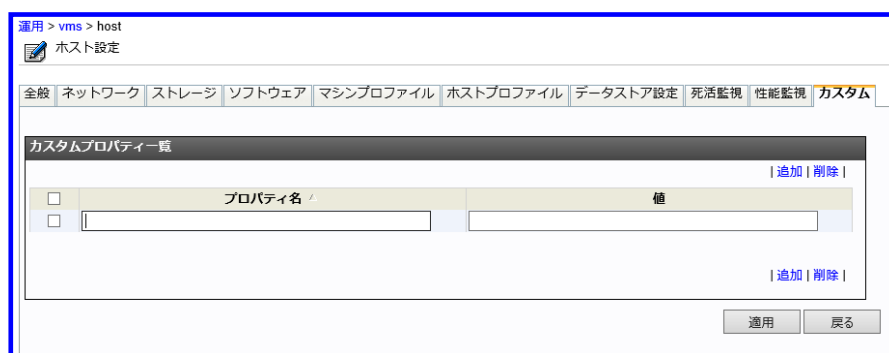 運用 > vms > host
ホスト設定
全般 ネットワーク ストレージ ソフトウェア マシンプロファイル ホストプロファイル データストア設定 死活監視 性能監視 カスタム
カスタムプロパティ一覧
| 追加 | 削除 |
プロパティ名 値
| 追加 | 削除 |
適用 戻る